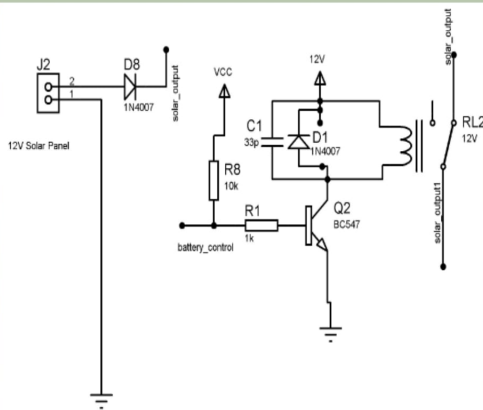 J2
2
1
12V Solar Panel
D8
1N4007
solar_output
VCC
R8
10k
battery_control
R1
1k
12V
C1
33p
D1
1N4007
Q2
BC547
solar_output
RL2
12V
solar_output1